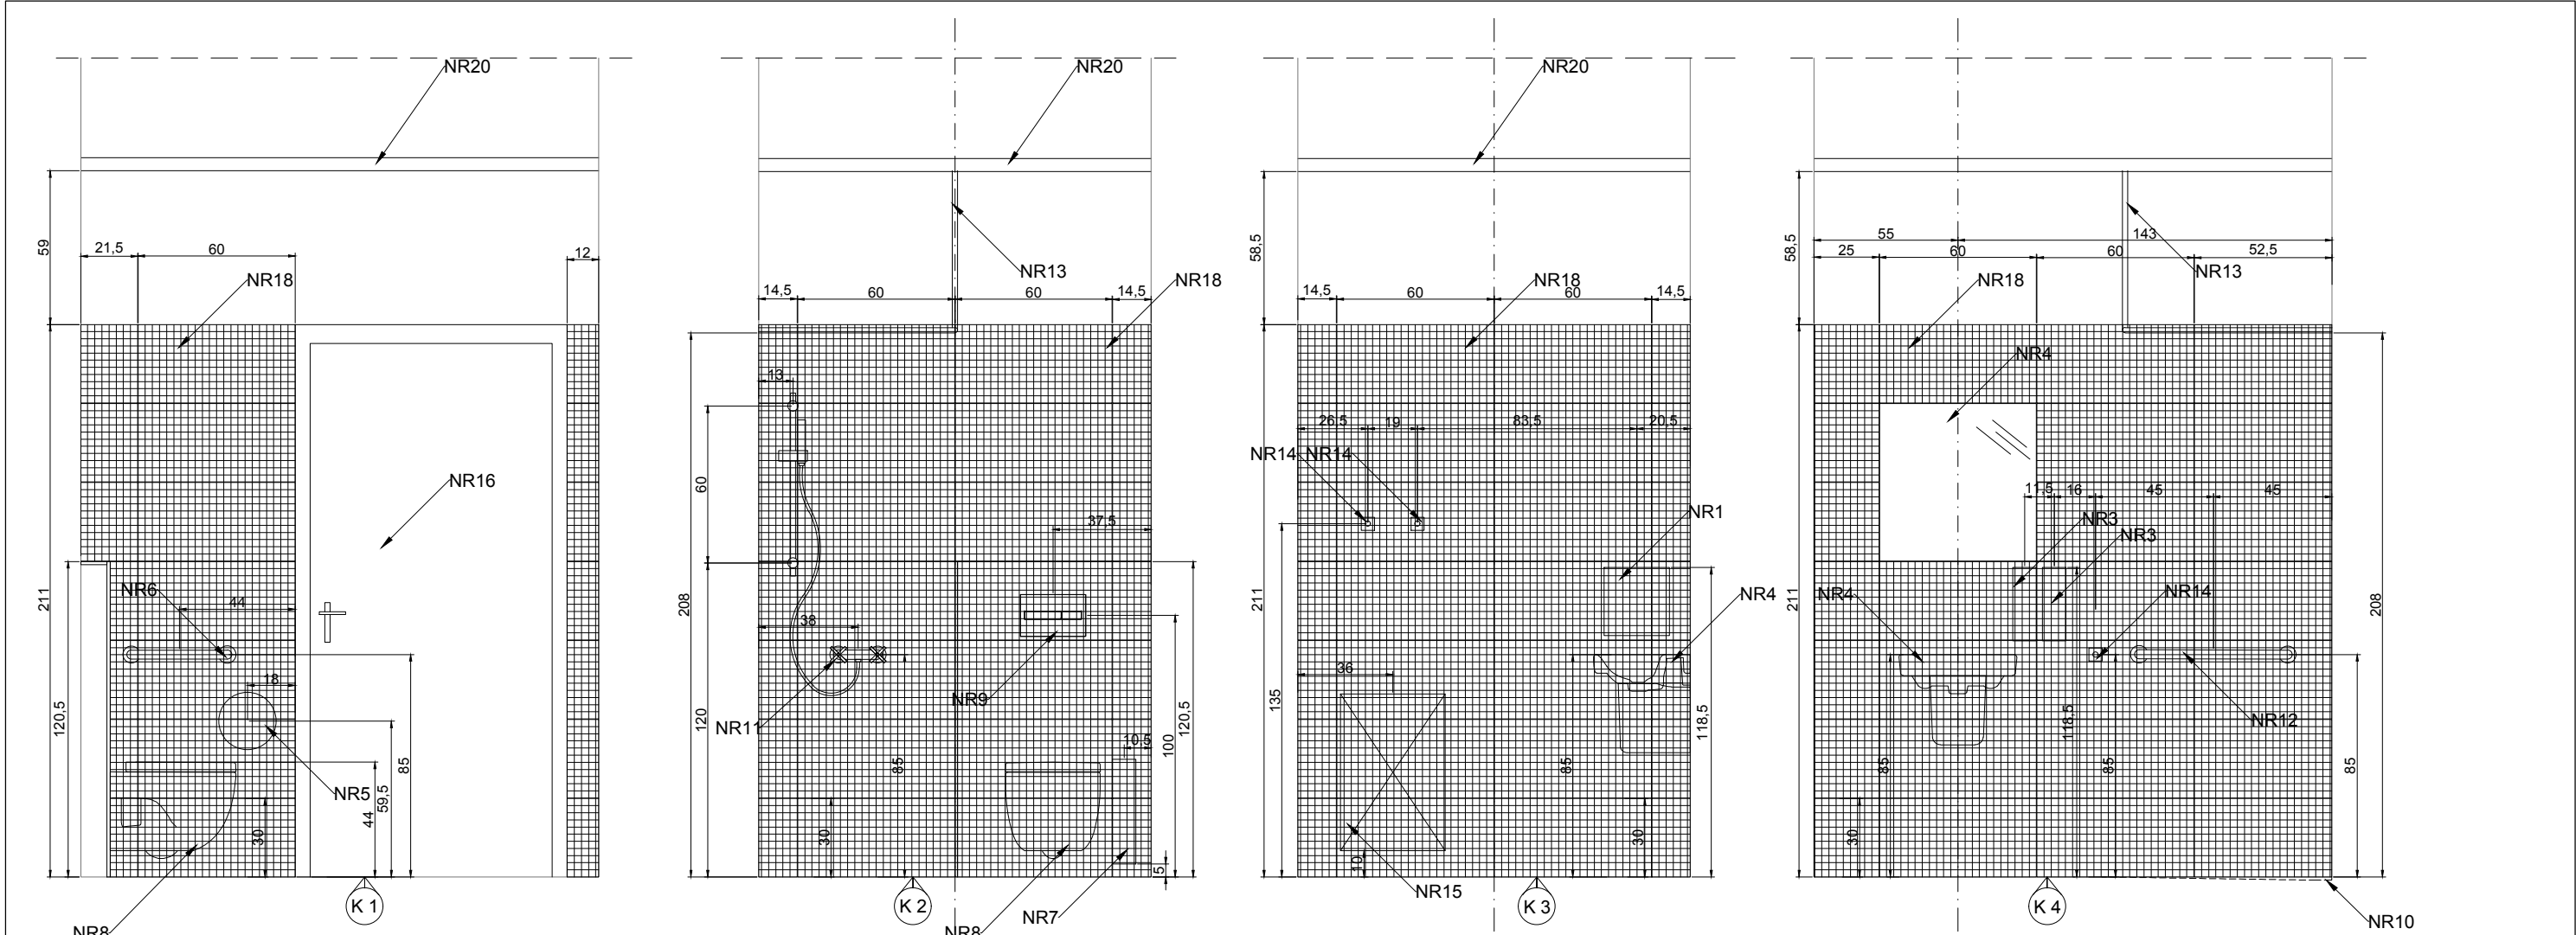 NR20
59
21,5
60
12
NR18
211
NR16
120,5
NR6
44
18
NR5
44
59,5
85
30
NR8
K 1
NR20
NR13
NR18
14,5
60
60
14,5
13
60
208
37,5
38
NR11
NR9
120
85
30
10,5
100
120,5
5
NR7
NR8
K 2
NR20
58,5
NR18
14,5
60
60
14,5
26,5
19
83,5
20,5
NR14
NR14
NR1
NR4
211
135
36
85
118,5
30
10
NR15
K 3
58,5
55
143
25
60
60
52,5
NR13
NR18
NR4
11,5
16
45
45
NR3
NR3
NR14
NR4
211
208
NR12
118,5
85
85
85
30
K 4
NR10